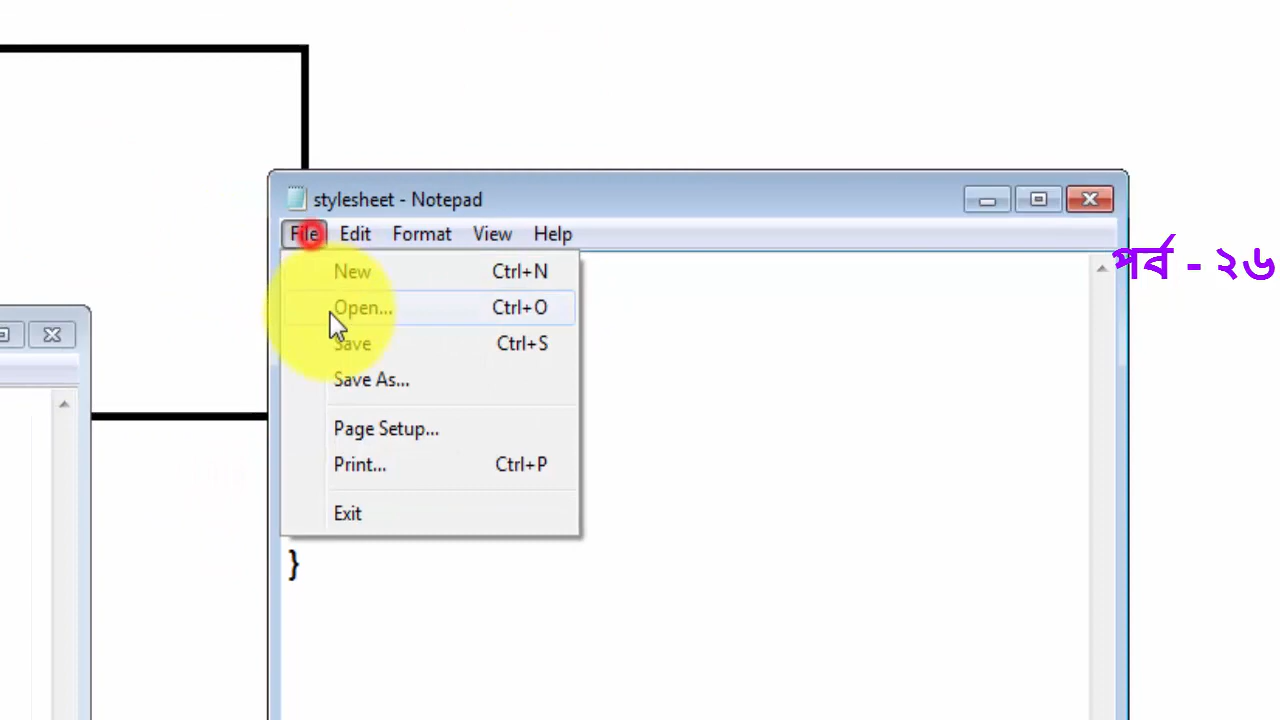 stylesheet - Notepad
File Edit Format View Help
New Ctrl+N
Open... Ctrl+O
Save Ctrl+S
Save As...
Page Setup...
Print... Ctrl+P
Exit
}
পর্ব - ২৬